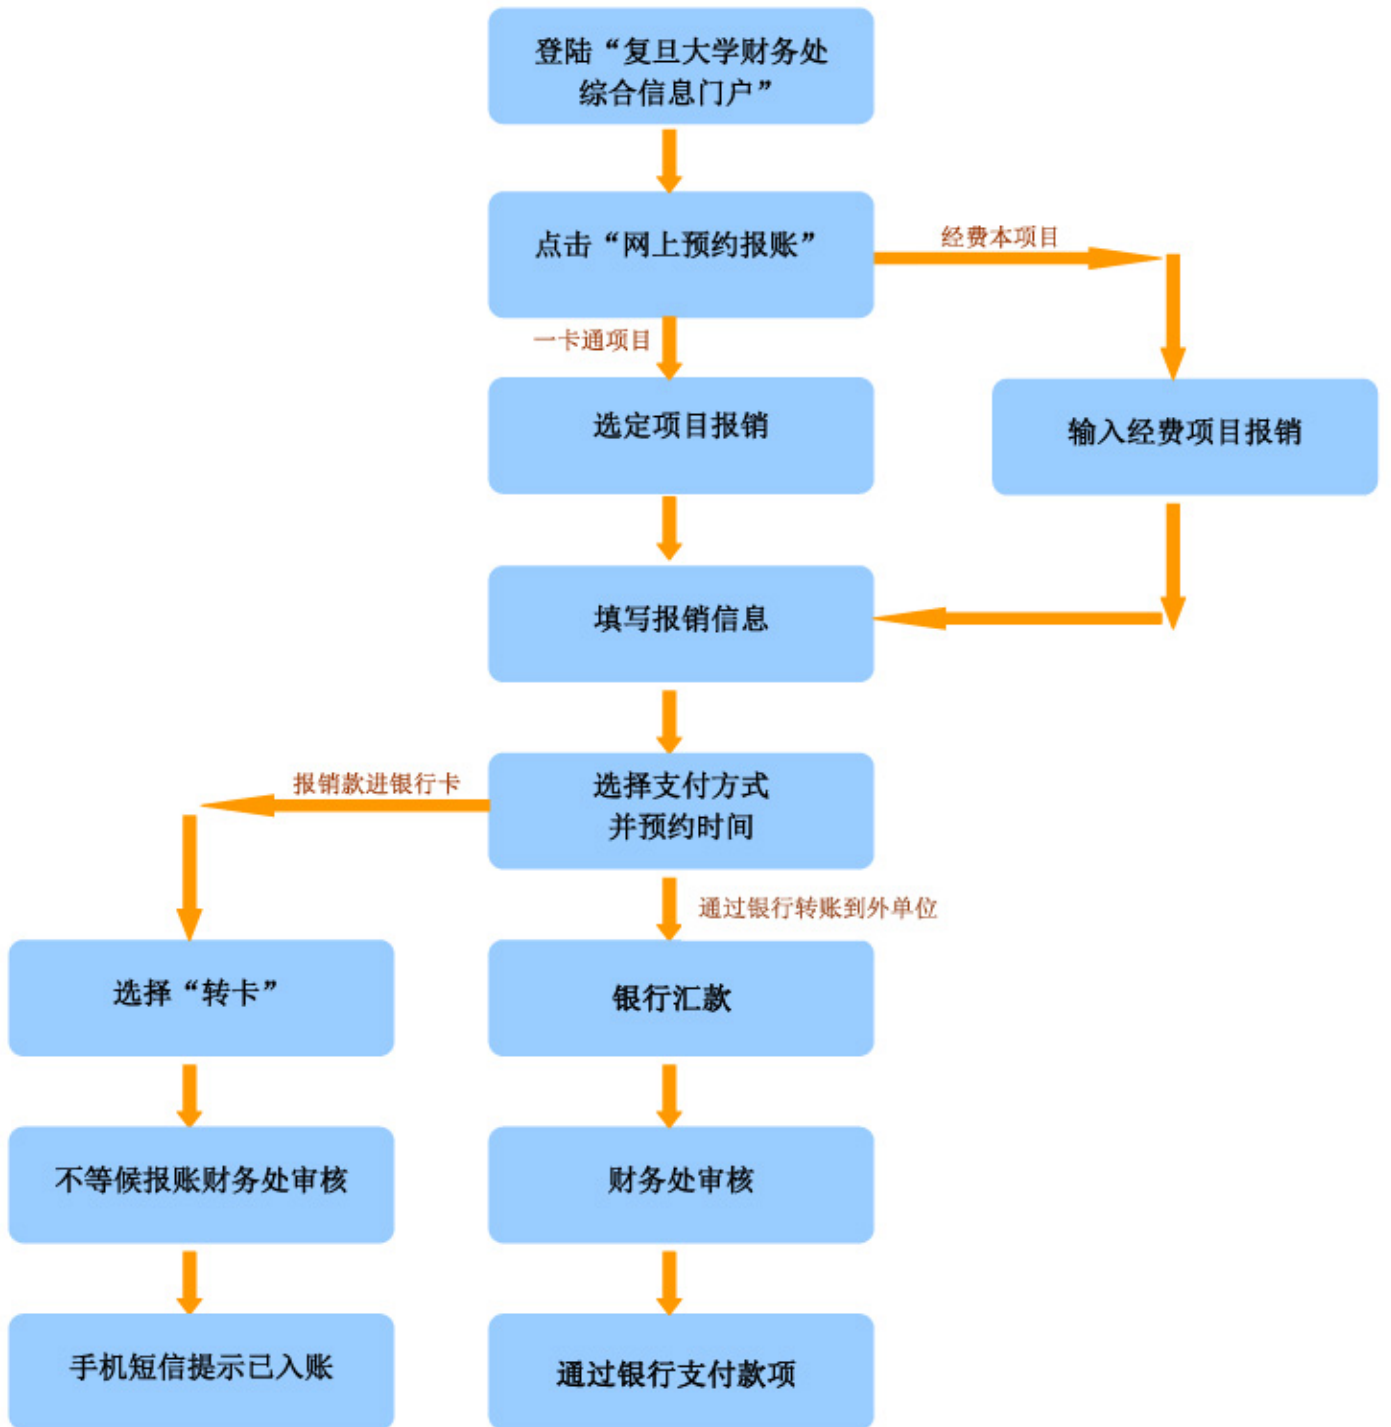 登陆“复旦大学财务处
综合信息门户”
点击“网上预约报账”
经费本项目
一卡通项目
选定项目报销
输入经费项目报销
填写报销信息
报销款进银行卡
选择支付方式
并预约时间
通过银行转账到外单位
选择“转卡”
银行汇款
不等候报账财务处审核
财务处审核
手机短信提示已入账
通过银行支付款项